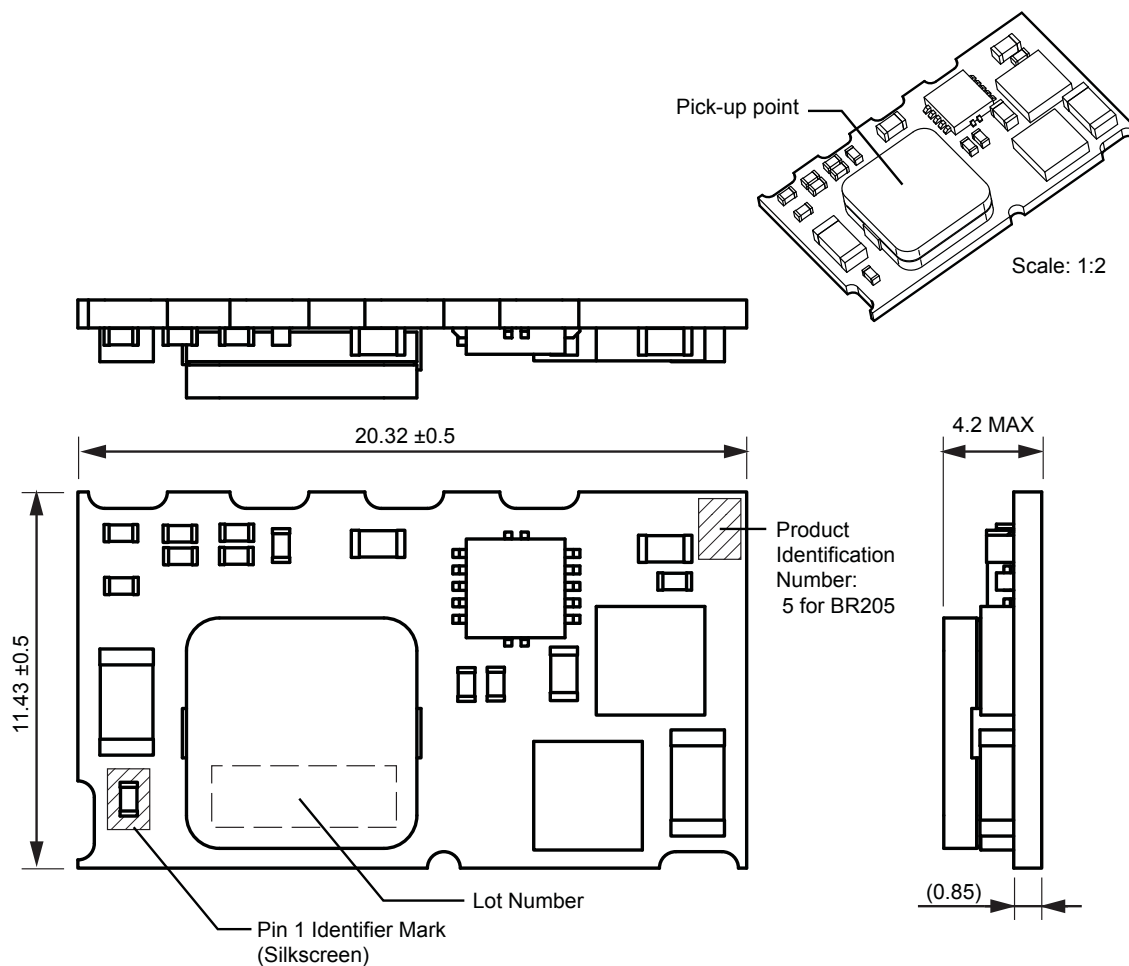 Pick-up point
Scale: 1:2
20.32 ±0.5
4.2 MAX
Product
Identification
Number:
5 for BR205
11.43 ±0.5
(0.85)
Lot Number
Pin 1 Identifier Mark
(Silkscreen)